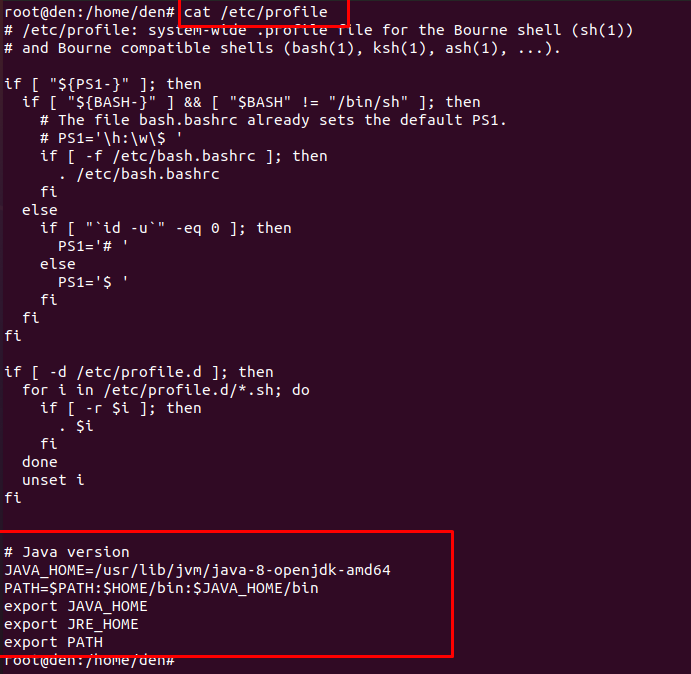 root@den:/home/den# cat /etc/profile
# /etc/profile: system-wide .profile file for the Bourne shell (sh(1))
# and Bourne compatible shells (bash(1), ksh(1), ash(1), ...).

if [ "${PS1-}" ]; then
  if [ "${BASH-}" ] && [ "$BASH" != "/bin/sh" ]; then
    # The file bash.bashrc already sets the default PS1.
    # PS1='\h:\w\$ '
    if [ -f /etc/bash.bashrc ]; then
      . /etc/bash.bashrc
    fi
  else
    if [ "`id -u`" -eq 0 ]; then
      PS1='# '
    else
      PS1='$ '
    fi
  fi
fi

if [ -d /etc/profile.d ]; then
  for i in /etc/profile.d/*.sh; do
    if [ -r $i ]; then
      . $i
    fi
  done
  unset i
fi

# Java version
JAVA_HOME=/usr/lib/jvm/java-8-openjdk-amd64
PATH=$PATH:$HOME/bin:$JAVA_HOME/bin
export JAVA_HOME
export JRE_HOME
export PATH
root@den:/home/den#